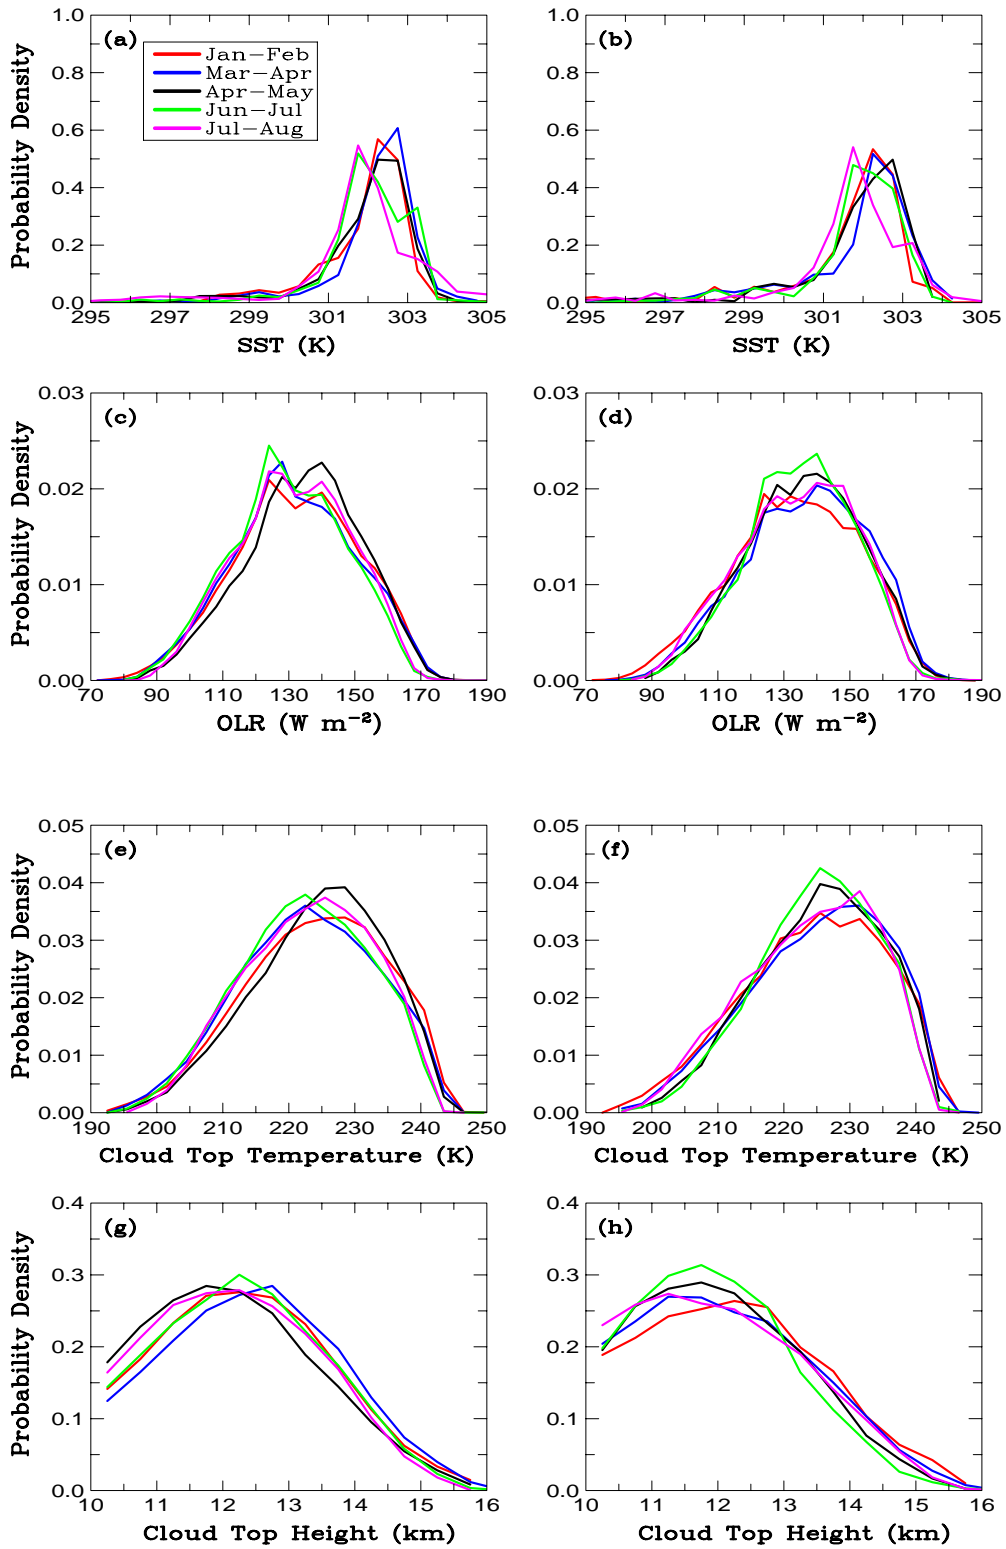 (a)
Jan−Feb
Mar−Apr
Apr−May
Jun−Jul
Jul−Aug
1.0
0.8
0.6
0.4
0.2
0.0
Probability Density
295 297 299 301 303 305
SST (K)
(b)
1.0
0.8
0.6
0.4
0.2
0.0
295 297 299 301 303 305
SST (K)
(c)
0.03
0.02
0.01
0.00
Probability Density
70 90 110 130 150 170 190
OLR (W m⁻²)
(d)
0.03
0.02
0.01
0.00
70 90 110 130 150 170 190
OLR (W m⁻²)
(e)
0.05
0.04
0.03
0.02
0.01
0.00
Probability Density
190 200 210 220 230 240 250
Cloud Top Temperature (K)
(f)
0.05
0.04
0.03
0.02
0.01
0.00
190 200 210 220 230 240 250
Cloud Top Temperature (K)
(g)
0.4
0.3
0.2
0.1
0.0
Probability Density
10 11 12 13 14 15 16
Cloud Top Height (km)
(h)
0.4
0.3
0.2
0.1
0.0
10 11 12 13 14 15 16
Cloud Top Height (km)